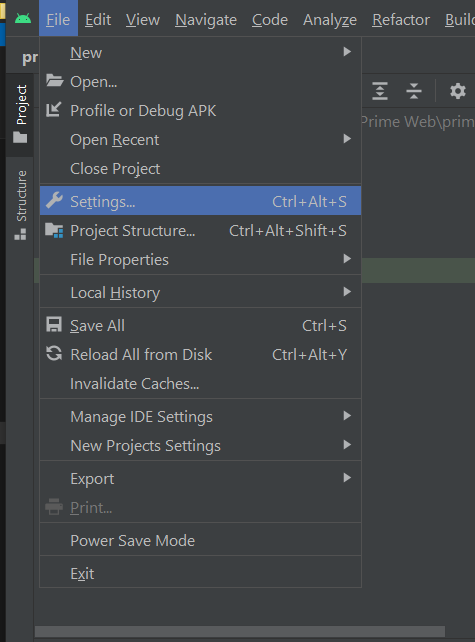 File Edit View Navigate Code Analyze Refactor Buil
pr
Project
Structure
Prime Web\prim
New
Open...
Profile or Debug APK
Open Recent
Close Project
Settings... Ctrl+Alt+S
Project Structure... Ctrl+Alt+Shift+S
File Properties
Local History
Save All Ctrl+S
Reload All from Disk Ctrl+Alt+Y
Invalidate Caches...
Manage IDE Settings
New Projects Settings
Export
Print...
Power Save Mode
Exit